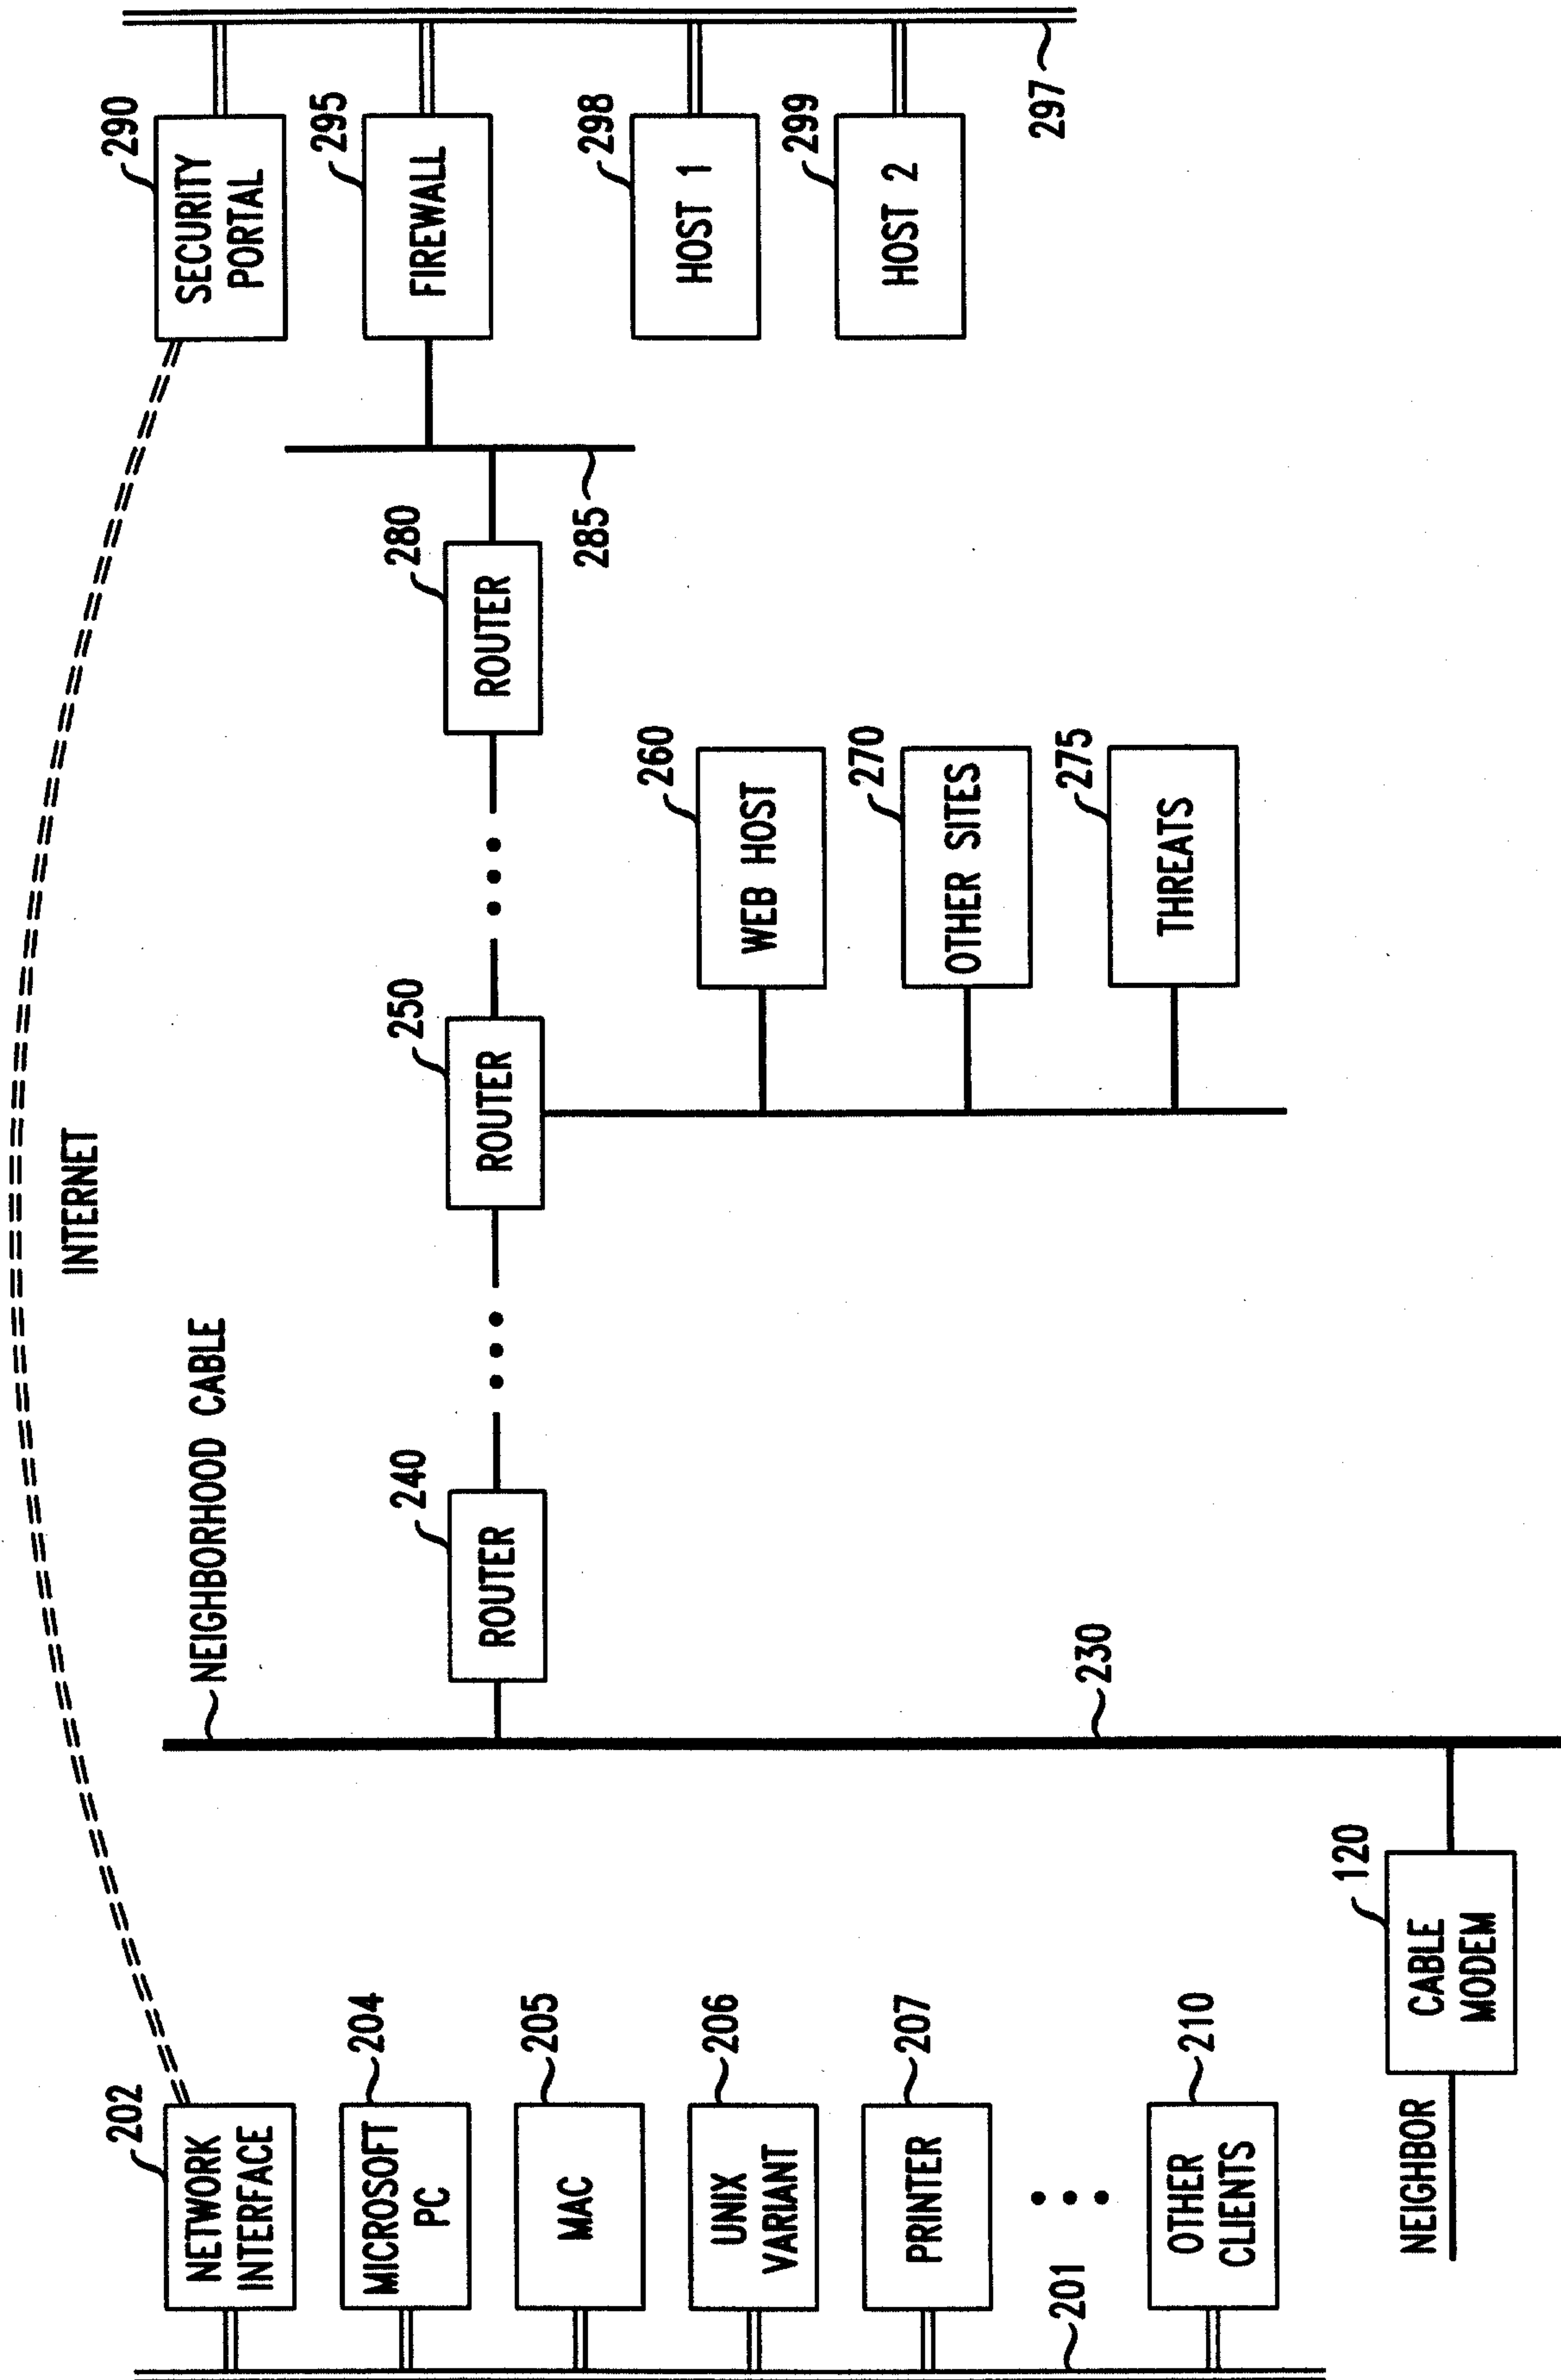 INTERNET
NEIGHBORHOOD CABLE
202
NETWORK
INTERFACE
204
MICROSOFT
PC
205
MAC
206
UNIX
VARIANT
207
PRINTER
201
210
OTHER
CLIENTS
NEIGHBOR
120
CABLE
MODEM
230
240
ROUTER
250
ROUTER
260
WEB HOST
270
OTHER SITES
275
THREATS
280
ROUTER
285
290
SECURITY
PORTAL
295
FIREWALL
298
HOST 1
299
HOST 2
297